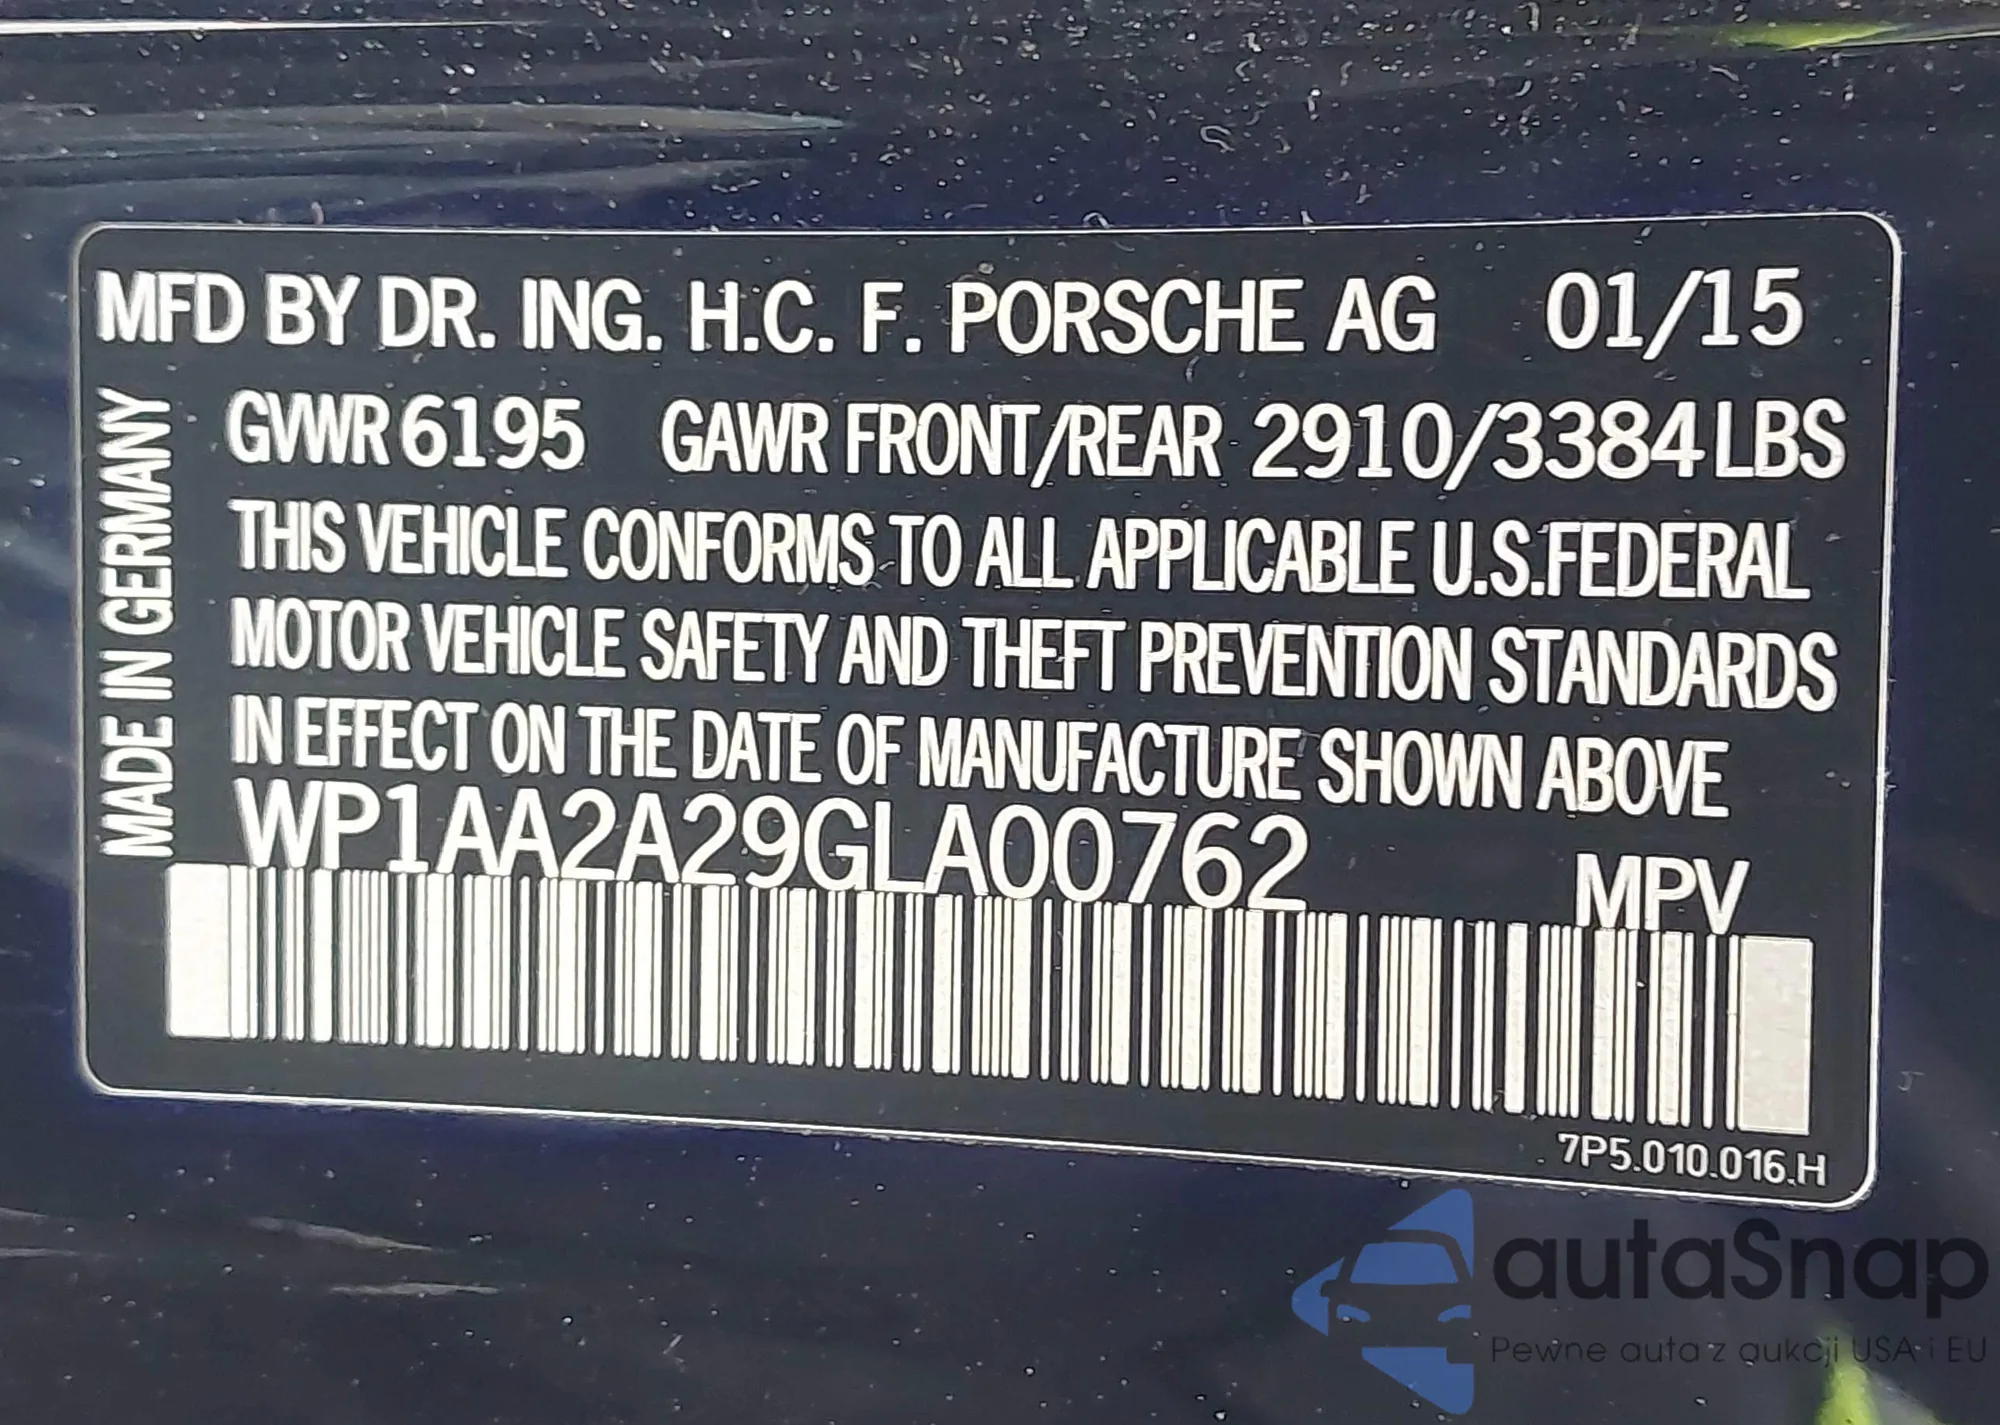 MFD BY DR. ING. H.C. F. PORSCHE AG 01/15
MADE IN GERMANY
GVWR 6195 GAWR FRONT/REAR 2910/3384 LBS
THIS VEHICLE CONFORMS TO ALL APPLICABLE U.S.FEDERAL
MOTOR VEHICLE SAFETY AND THEFT PREVENTION STANDARDS
IN EFFECT ON THE DATE OF MANUFACTURE SHOWN ABOVE
WP1AA2A29GLA00762 MPV
7P5.010.016.H
autaSnap
Pewne auta z aukcji USA i EU